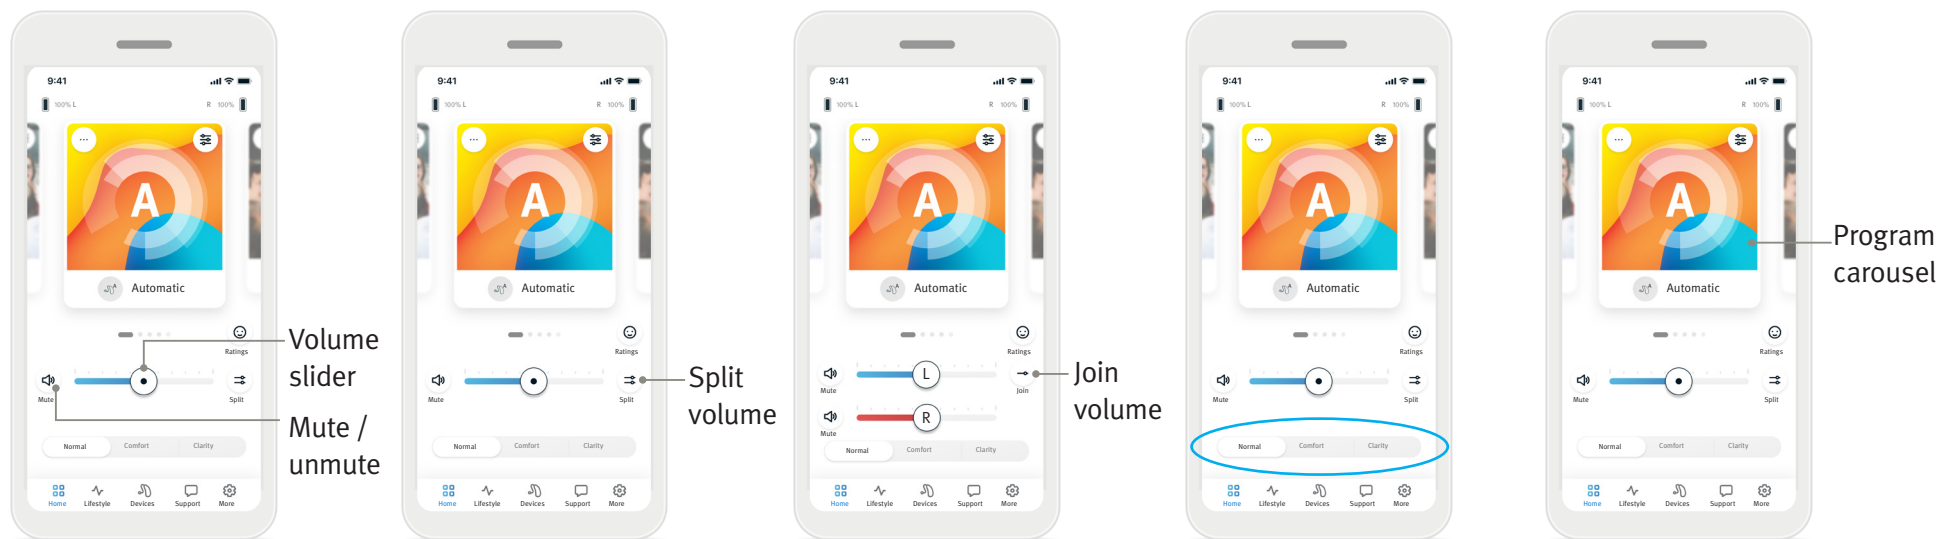 9:41
100% L
R 100%
...
A
Automatic
Ratings
Mute
Split
Normal Comfort Clarity
Home Lifestyle Devices Support More
Volume
slider
Mute /
unmute
9:41
100% L
R 100%
...
A
Automatic
Ratings
Mute
Split
Normal Comfort Clarity
Home Lifestyle Devices Support More
Split
volume
9:41
100% L
R 100%
...
A
Automatic
Ratings
L
Mute
Join
R
Mute
Normal Comfort Clarity
Home Lifestyle Devices Support More
Join
volume
9:41
100% L
R 100%
...
A
Automatic
Ratings
Mute
Split
Normal Comfort Clarity
Home Lifestyle Devices Support More
9:41
100% L
R 100%
...
A
Automatic
Ratings
Mute
Split
Normal Comfort Clarity
Home Lifestyle Devices Support More
Program
carousel